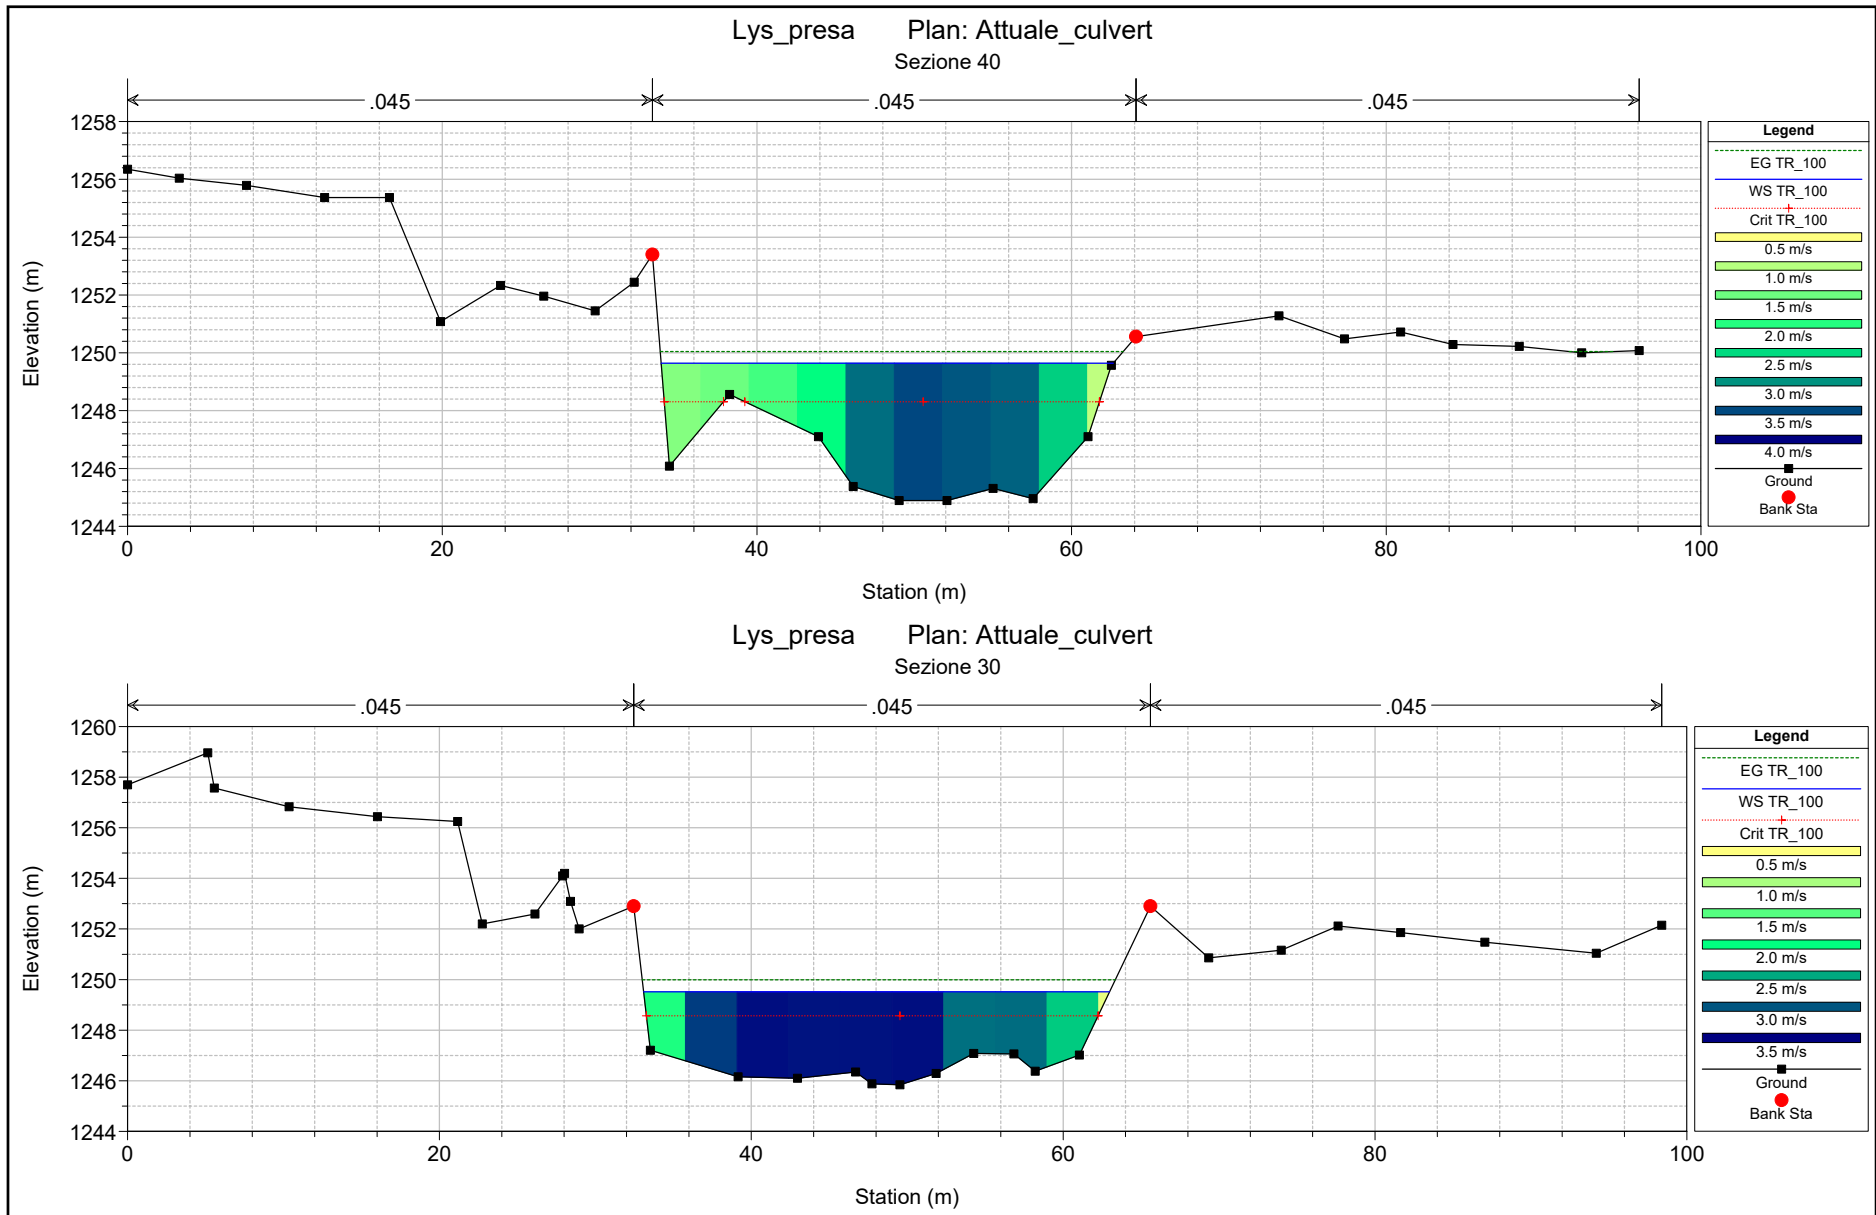 Lys_presa Plan: Attuale_culvert
Sezione 40
.045 .045 .045
1258
1256
1254
1252
1250
1248
1246
1244
Elevation (m)
0 20 40 60 80 100
Station (m)
Legend
EG TR_100
WS TR_100
Crit TR_100
0.5 m/s
1.0 m/s
1.5 m/s
2.0 m/s
2.5 m/s
3.0 m/s
3.5 m/s
4.0 m/s
Ground
Bank Sta
Lys_presa Plan: Attuale_culvert
Sezione 30
.045 .045 .045
1260
1258
1256
1254
1252
1250
1248
1246
1244
Elevation (m)
0 20 40 60 80 100
Station (m)
Legend
EG TR_100
WS TR_100
Crit TR_100
0.5 m/s
1.0 m/s
1.5 m/s
2.0 m/s
2.5 m/s
3.0 m/s
3.5 m/s
Ground
Bank Sta